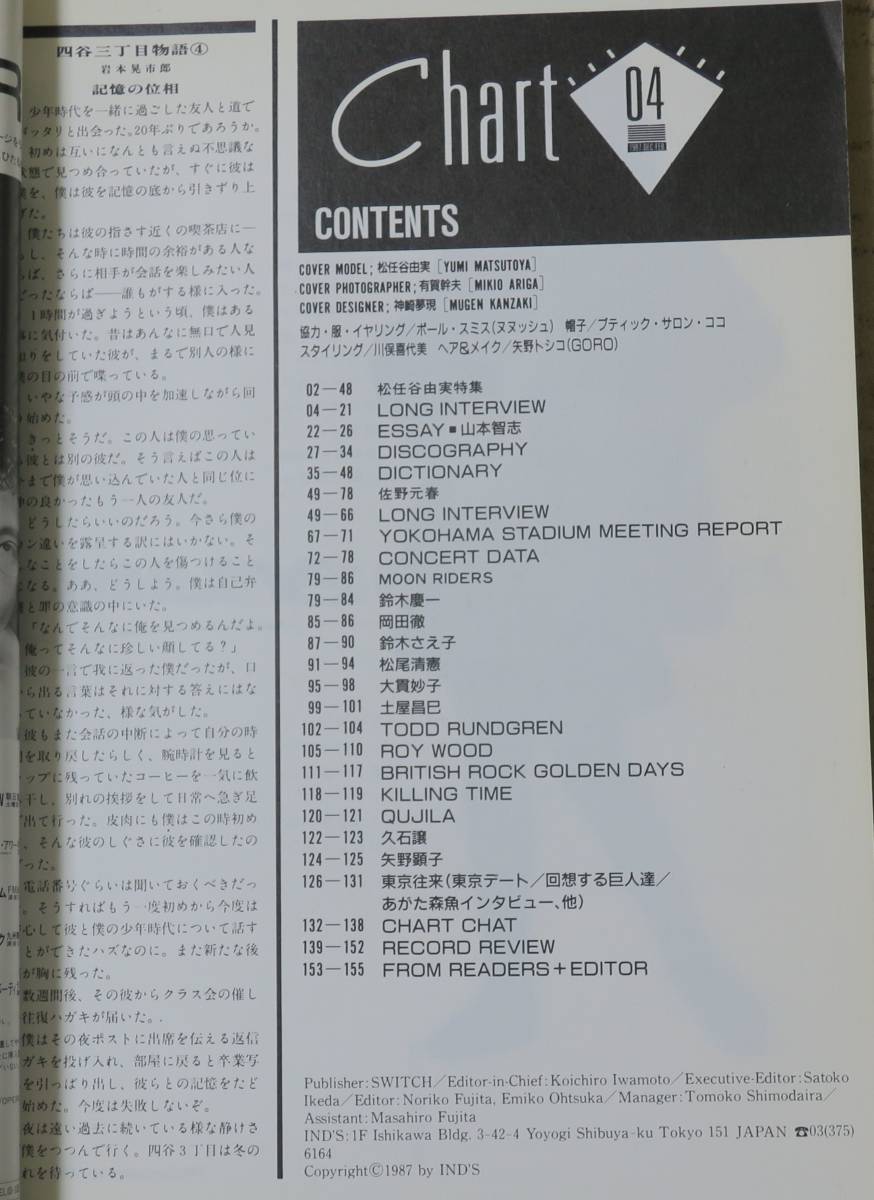 四谷三丁目物語④
岩本晃市郎
記憶の位相
少年時代を一緒に過ごした友人と道で
ッタリと出会った。20年ぶりであろうか。
初めは互いになんとも言えぬ不思議な
状態で見つめ合っていたが、すぐに彼は
僕を、僕は彼を記憶の底から引きずり上
げた。
僕たちは彼の指さす近くの喫茶店に―
もし、そんな時に時間の余裕がある人な
らば、さらに相手が会話を楽しみたい人
だったならば――誰もがする様に入った。
1時間が過ぎようという頃、僕はある
事に気付いた。昔はあんなに無口で人見
知りをしていた彼が、まるで別人の様に
僕の目の前で喋っている。
いやな予感が頭の中を加速しながら回
り始めた。
きっとそうだ。この人は僕の思ってい
る彼とは別の彼だ。そう言えばこの人は
今まで僕が思い込んでいた人と同じ位に
仲の良かったもう一人の友人だ。
どうしたらいいのだろう。今さら僕の
ン違いを露呈する訳にはいかない。そ
んなことをしたらこの人を傷つけること
になる。ああ、どうしよう。僕は自己弁
護と罪の意識の中にいた。
「なんでそんなに俺を見つめるんだよ。
俺ってそんなに珍しい顔してる？」
彼の一言で我に返った僕だったが、口
から出る言葉はそれに対する答えにはな
っていなかった、様な気がした。
彼もまた会話の中断によって自分の時
間を取り戻したらしく、腕時計を見ると
ップに残っていたコーヒーを一気に飲
み干し、別れの挨拶をして日常へ急ぎ足
で出て行った。皮肉にも僕はこの時初め
て、そんな彼のしぐさに彼を確認したの
だった。
電話番号ぐらいは聞いておくべきだっ
た。そうすればもう一度初めから今度は
心して彼と僕の少年時代について話す
ことができたハズなのに。また新たな後
が胸に残った。
数週間後、その彼からクラス会の催し
往復ハガキが届いた。
僕はその夜ポストに出席を伝える返信
ガキを投げ入れ、部屋に戻ると卒業写
を引っぱり出し、彼らとの記憶をたど
始めた。今度は失敗しないぞ。
夜は遠い過去に続いている様な静けさ
僕をつつんで行く。四谷3丁目は冬の
れを待っている。
Chart
04
1987 DEC FEB
CONTENTS
COVER MODEL; 松任谷由実 [YUMI MATSUTOYA]
COVER PHOTOGRAPHER; 有賀幹夫 [MIKIO ARIGA]
COVER DESIGNER; 神崎夢現 [MUGEN KANZAKI]
協力・服・イヤリング／ポール・スミス(ヌヌッシュ) 帽子／ブティック・サロン・ココ
スタイリング／川俣喜代美 ヘア&メイク／矢野トシコ(GORO)
02―48 松任谷由実特集
04―21 LONG INTERVIEW
22―26 ESSAY■山本智志
27―34 DISCOGRAPHY
35―48 DICTIONARY
49―78 佐野元春
49―66 LONG INTERVIEW
67―71 YOKOHAMA STADIUM MEETING REPORT
72―78 CONCERT DATA
79―86 MOON RIDERS
79―84 鈴木慶一
85―86 岡田徹
87―90 鈴木さえ子
91―94 松尾清憲
95―98 大貫妙子
99―101 土屋昌巳
102―104 TODD RUNDGREN
105―110 ROY WOOD
111―117 BRITISH ROCK GOLDEN DAYS
118―119 KILLING TIME
120―121 QUJILA
122―123 久石譲
124―125 矢野顕子
126―131 東京往来(東京デート／回想する巨人達／
あがた森魚インタビュー、他)
132―138 CHART CHAT
139―152 RECORD REVIEW
153―155 FROM READERS+EDITOR
Publisher:SWITCH／Editor-in-Chief:Koichiro Iwamoto／Executive-Editor:Satoko
Ikeda／Editor:Noriko Fujita, Emiko Ohtsuka／Manager:Tomoko Shimodaira／
Assistant:Masahiro Fujita
IND'S:1F Ishikawa Bldg. 3-42-4 Yoyogi Shibuya-ku Tokyo 151 JAPAN ☎03(375)
6164
Copyright©1987 by IND'S